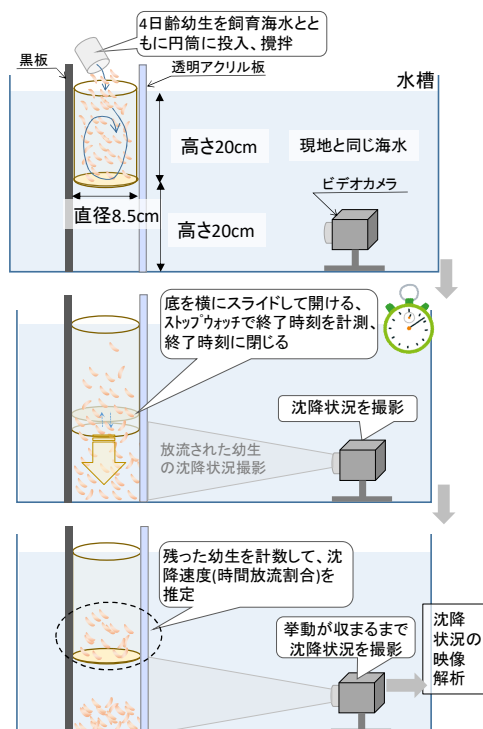 4日齢幼生を飼育海水とと
もに円筒に投入、攪拌
黒板
透明アクリル板
水槽
高さ20cm
現地と同じ海水
ビデオカメラ
直径8.5cm
高さ20cm
底を横にスライドして開ける、
ストップウォッチで終了時刻を計測、
終了時刻に閉じる
沈降状況を撮影
放流された幼生
の沈降状況撮影
残った幼生を計数して、沈
降速度(時間放流割合)を
推定
挙動が収まるまで
沈降状況を撮影
沈降
状況の
映像
解析